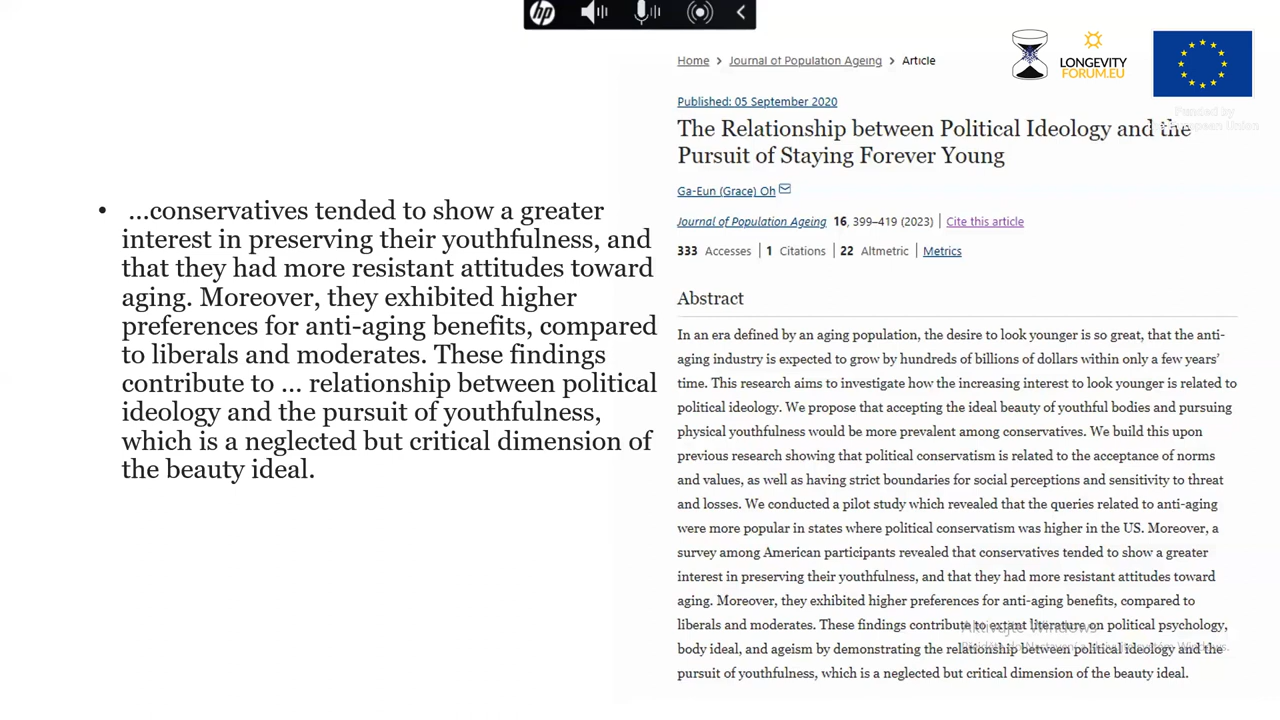 hp
LONGEVITY
FORUM.EU
Funded by
European Union
Home > Journal of Population Ageing > Article
Published: 05 September 2020
The Relationship between Political Ideology and the
Pursuit of Staying Forever Young
Ga-Eun (Grace) Oh
Journal of Population Ageing 16, 399–419 (2023) | Cite this article
333 Accesses | 1 Citations | 22 Altmetric | Metrics
Abstract
In an era defined by an aging population, the desire to look younger is so great, that the anti-
aging industry is expected to grow by hundreds of billions of dollars within only a few years’
time. This research aims to investigate how the increasing interest to look younger is related to
political ideology. We propose that accepting the ideal beauty of youthful bodies and pursuing
physical youthfulness would be more prevalent among conservatives. We build this upon
previous research showing that political conservatism is related to the acceptance of norms
and values, as well as having strict boundaries for social perceptions and sensitivity to threat
and losses. We conducted a pilot study which revealed that the queries related to anti-aging
were more popular in states where political conservatism was higher in the US. Moreover, a
survey among American participants revealed that conservatives tended to show a greater
interest in preserving their youthfulness, and that they had more resistant attitudes toward
aging. Moreover, they exhibited higher preferences for anti-aging benefits, compared to
liberals and moderates. These findings contribute to extant literature on political psychology,
body ideal, and ageism by demonstrating the relationship between political ideology and the
pursuit of youthfulness, which is a neglected but critical dimension of the beauty ideal.
• …conservatives tended to show a greater
interest in preserving their youthfulness, and
that they had more resistant attitudes toward
aging. Moreover, they exhibited higher
preferences for anti-aging benefits, compared
to liberals and moderates. These findings
contribute to … relationship between political
ideology and the pursuit of youthfulness,
which is a neglected but critical dimension of
the beauty ideal.
Aktivujte Windows